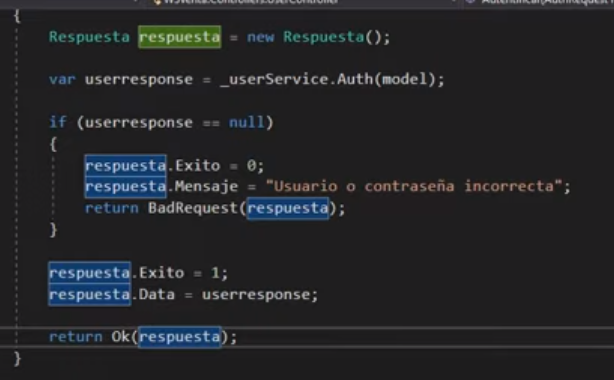 {
Respuesta respuesta = new Respuesta();
var userresponse = _userService.Auth(model);
if (userresponse == null)
{
respuesta.Exito = 0;
respuesta.Mensaje = "Usuario o contraseña incorrecta";
return BadRequest(respuesta);
}
respuesta.Exito = 1;
respuesta.Data = userresponse;
return Ok(respuesta);
}